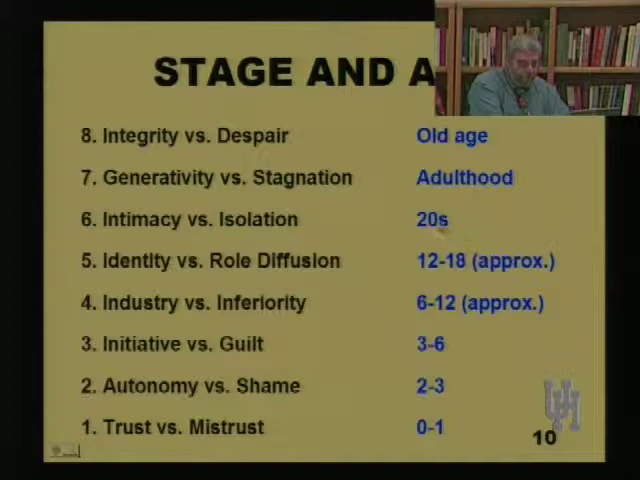 STAGE AND A
8. Integrity vs. Despair Old age
7. Generativity vs. Stagnation Adulthood
6. Intimacy vs. Isolation 20s
5. Identity vs. Role Diffusion 12-18 (approx.)
4. Industry vs. Inferiority 6-12 (approx.)
3. Initiative vs. Guilt 3-6
2. Autonomy vs. Shame 2-3
1. Trust vs. Mistrust 0-1
UH
10